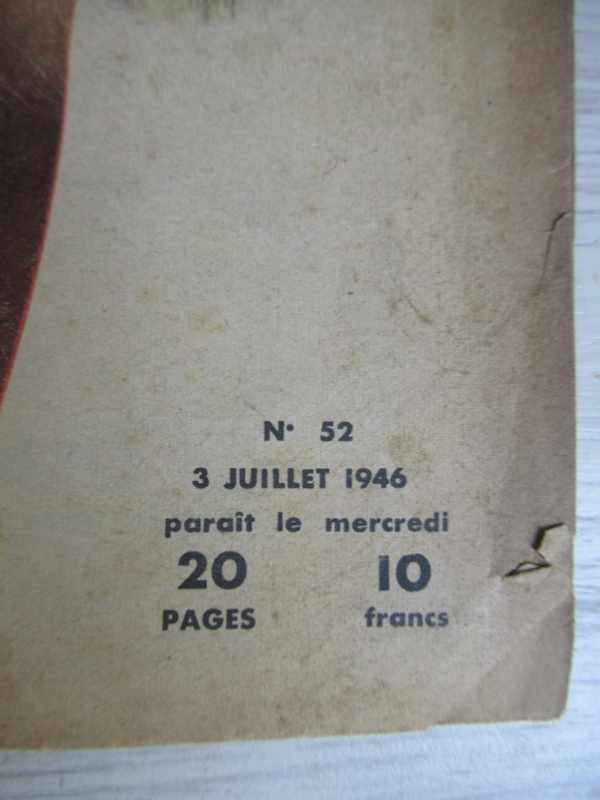 N• 52
3 JUILLET 1946
paraît le mercredi
20 10
PAGES francs